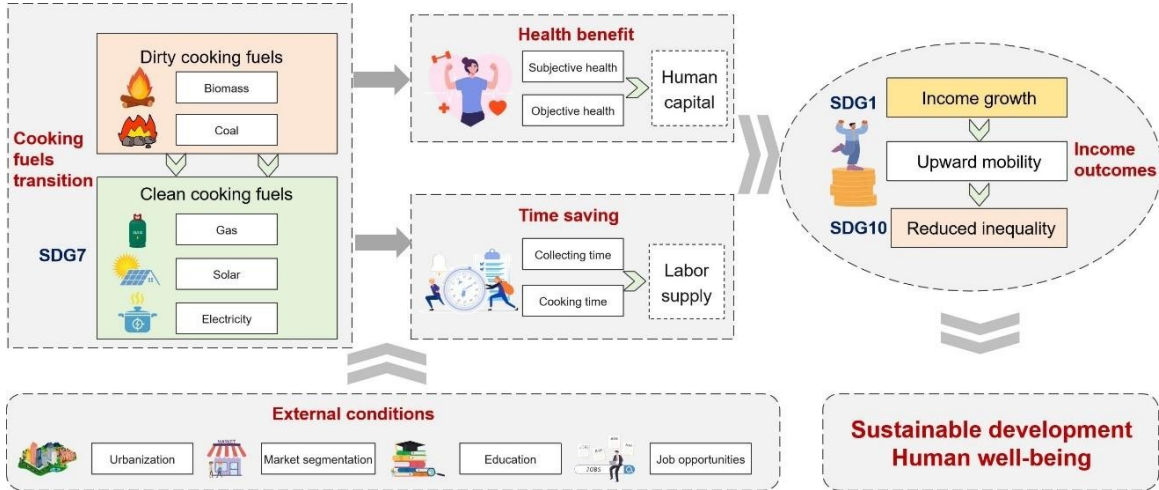 Dirty cooking fuels
Biomass
Coal
Cooking
fuels
transition
Clean cooking fuels
Gas
SDG7
Solar
Electricity
Health benefit
Subjective health
Objective health
Human
capital
Time saving
Collecting time
Cooking time
Labor
supply
SDG1
Income growth
Upward mobility
Income
outcomes
SDG10
Reduced inequality
External conditions
Urbanization
MARKET
Market segmentation
Education
JOBS
Job opportunities
Sustainable development
Human well-being